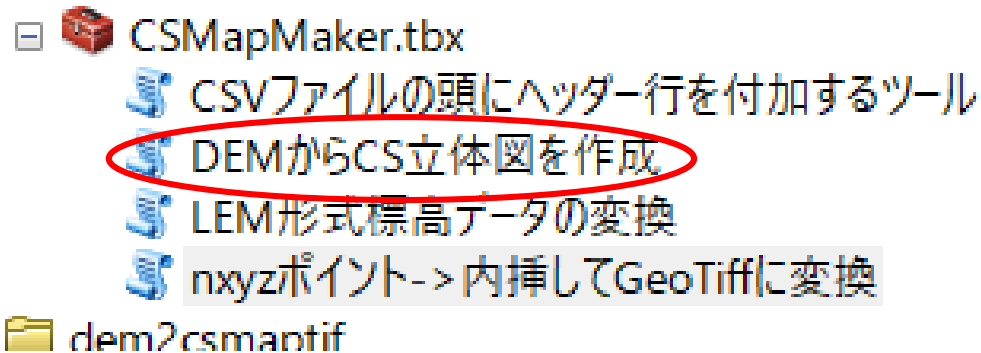 CSMapMaker.tbx
CSVファイルの頭にヘッダー行を付加するツール
DEMからCS立体図を作成
LEM形式標高データの変換
nxyzポイント->内挿してGeoTiffに変換
dem2csmaptif